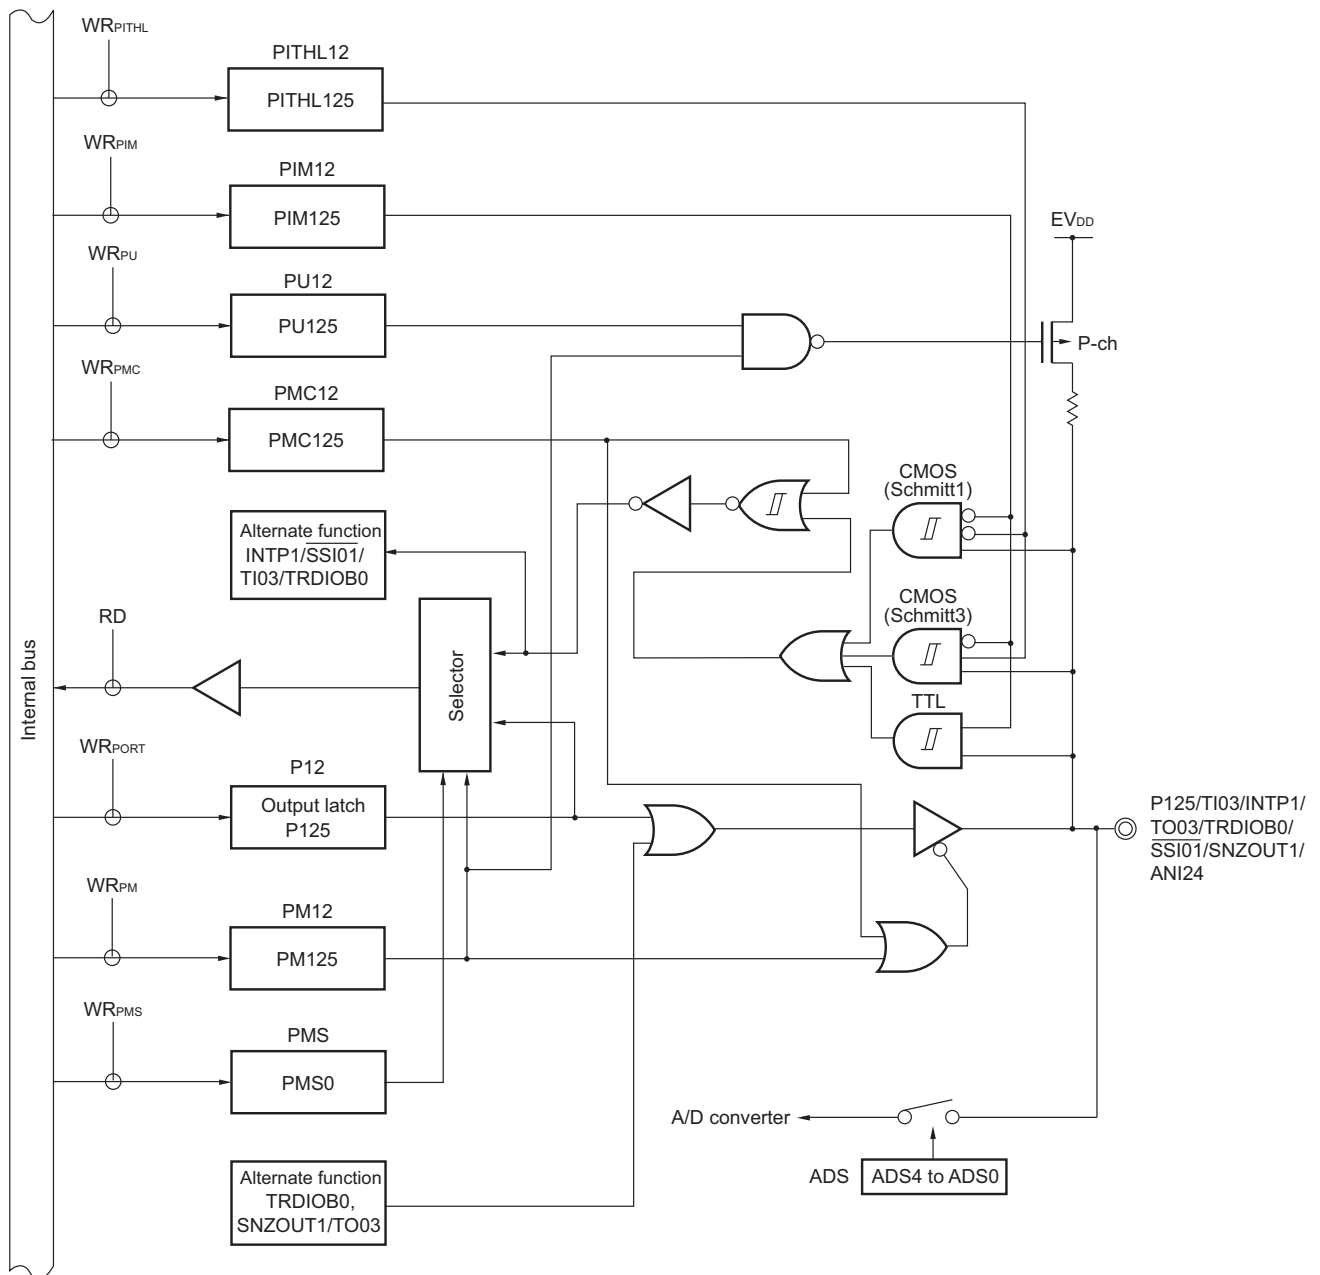 WRPITHL
PITHL12
PITHL125
WRPIM
PIM12
PIM125
WRPU
PU12
PU125
EVDD
P-ch
WRPMC
PMC12
PMC125
CMOS
(Schmitt1)
Alternate function
INTP1/SSI01/
TI03/TRDIOB0
CMOS
(Schmitt3)
RD
Internal bus
Selector
TTL
WRPORT
P12
Output latch
P125
P125/TI03/INTP1/
TO03/TRDIOB0/
SSI01/SNZOUT1/
ANI24
WRPM
PM12
PM125
WRPMS
PMS
PMS0
A/D converter
ADS
ADS4 to ADS0
Alternate function
TRDIOB0,
SNZOUT1/TO03